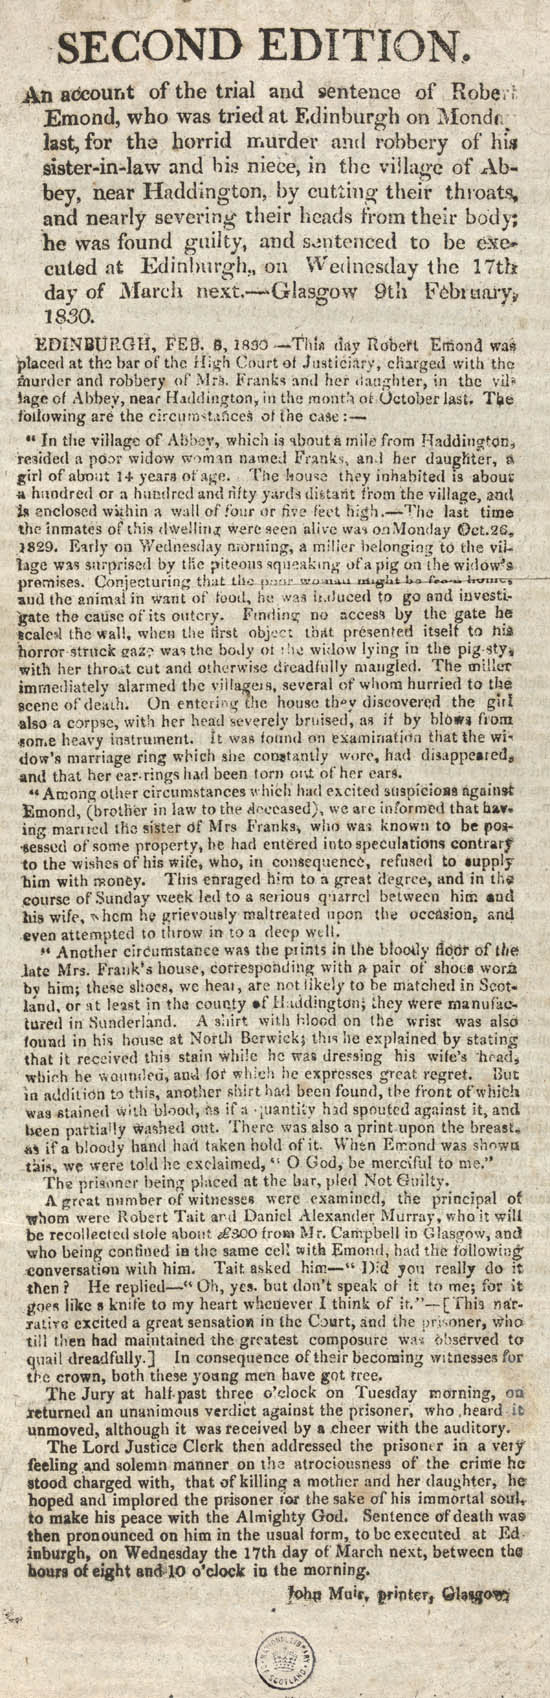 SECOND EDITION.
An account of the trial and sentence of Robert
Emond, who was tried at Edinburgh on Monda
last, for the horrid murder and robbery of his
sister-in-law and his niece, in the village of Ab-
bey, near Haddington, by cutting their throats,
and nearly severing their heads from their body;
he was found guilty, and sentenced to be exe-
cuted at Edinburgh,, on Wednesday the 17th
day of March next.—Glasgow 9th February,
1830.
EDINBURGH, FEB. 8, 1830 —This day Robert Emond was
placed at the bar of the High Court of Justiciary, charged with the
murder and robbery of Mrs. Franks and her daughter, in the vil-
lage of Abbey, near Haddington, in the month of October last. The
following are the circumstances of the case:—
" In the village of Abbey, which is about a mile from Haddington,
resided a poor widow woman named Franks, and her daughter, a
girl of about 14 years of age. The house they inhabited is about
a hundred or a hundred and fifty yards distant from the village, and
is enclosed within a wall of four or five feet high.—The last time
the inmates of this dwelling were seen alive was on Monday Oct. 26,
1829. Early on Wednesday morning, a miller belonging to the vil-
lage was surprised by the piteous squeaking of a pig on the widow's
premises. Conjecturing that the poor woman might be from home,
and the animal in want of food, he was induced to go and investi-
gate the cause of its outcry. Finding no access by the gate he
scaled the wall, when the first object that presented itself to his
horror struck gaze was the body of the widow lying in the pig-sty,
with her throat cut and otherwise dreadfully mangled. The miller
immediately alarmed the villagers, several of whom hurried to the
scene of death. On entering the house they discovered the girl
also a corpse, with her head severely bruised, as if by blows from
some heavy instrument. It was found on examination that the wi-
dow's marriage ring which she constantly wore, had disappeared,
and that her ear-rings had been torn out of her ears.
" Among other circumstances which had excited suspicions against
Emond, (brother in law to the deceased), we are informed that hav-
ing married the sister of Mrs Franks, who was known to be pos-
sessed of some property, he had entered into speculations contrary
to the wishes of his wife, who, in consequence, refused to supply
him with money. This enraged him to a great degree, and in the
course of Sunday week led to a serious quarrel between him and
his wife, whom he grievously maltreated upon the occasion, and
even attempted to throw in to a deep well.
" Another circumstance was the prints in the bloody floor of the
late Mrs. Frank's house, corresponding with a pair of shoes worn
by him; these shoes, we hear, are not likely to be matched in Scot-
land, or at least in the county of Haddington; they were manufac-
tured in Sunderland. A shirt with blood on the wrist was also
found in his house at North Berwick; this he explained by stating
that it received this stain while he was dressing his wife's head,
which he wounded, and for which he expresses great regret. But
in addition to this, another shirt had been found, the front of which
was stained with blood, as if a quantity had spouted against it, and
been partially washed out. There was also a print upon the breast,
as if a bloody hand had taken hold of it. When Emond was shown
this, we were told he exclaimed, " O God, be merciful to me."
The prisoner being placed at the bar, pled Not Guilty.
A great number of witnesses were examined, the principal of
whom were Robert Tait and Daniel Alexander Murray, who it will
be recollected stole about £300 from Mr. Campbell in Glasgow, and
who being confined in the same cell with Emond, had the following
conversation with him. Tait asked him—" Did you really do it
then? He replied—" Oh, yes. but don't speak of it to me; for it
goes like a knife to my heart whenever I think of it."—[This nar-
rative excited a great sensation in the Court, and the prisoner, who
till then had maintained the greatest composure was observed to
quail dreadfully.] In consequence of their becoming witnesses for
the crown, both these young men have got free.
The Jury at half-past three o'clock on Tuesday morning, on
returned an unanimous verdict against the prisoner, who heard it
unmoved, although it was received by a cheer with the auditory.
The Lord Justice Clerk then addressed the prisoner in a very
feeling and solemn manner on the atrociousness of the crime he
stood charged with, that of killing a mother and her daughter, he
hoped and implored the prisoner for the sake of his immortal soul,
to make his peace with the Almighty God. Sentence of death was
then pronounced on him in the usual form, to be executed at Ed-
inburgh, on Wednesday the 17th day of March next, between the
hours of eight and 10 o'clock in the morning.
John Muir, printer, Glasgow
NATIONAL LIBRARY
OF SCOTLAND